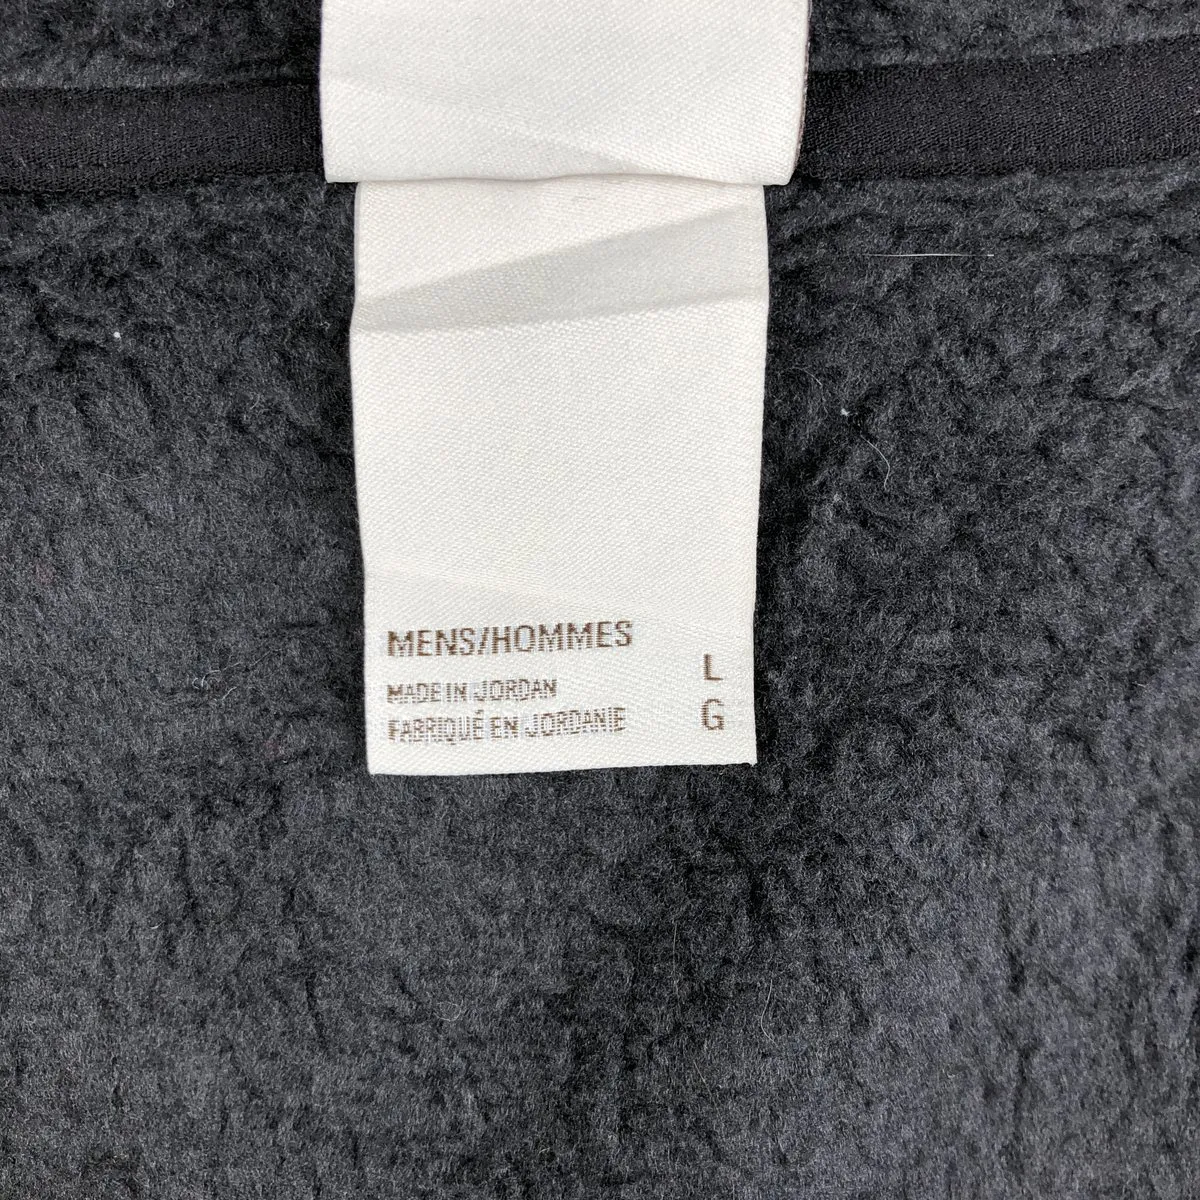 MENS/HOMMES
MADE IN JORDAN L
FABRIQUÉ EN JORDANIE G